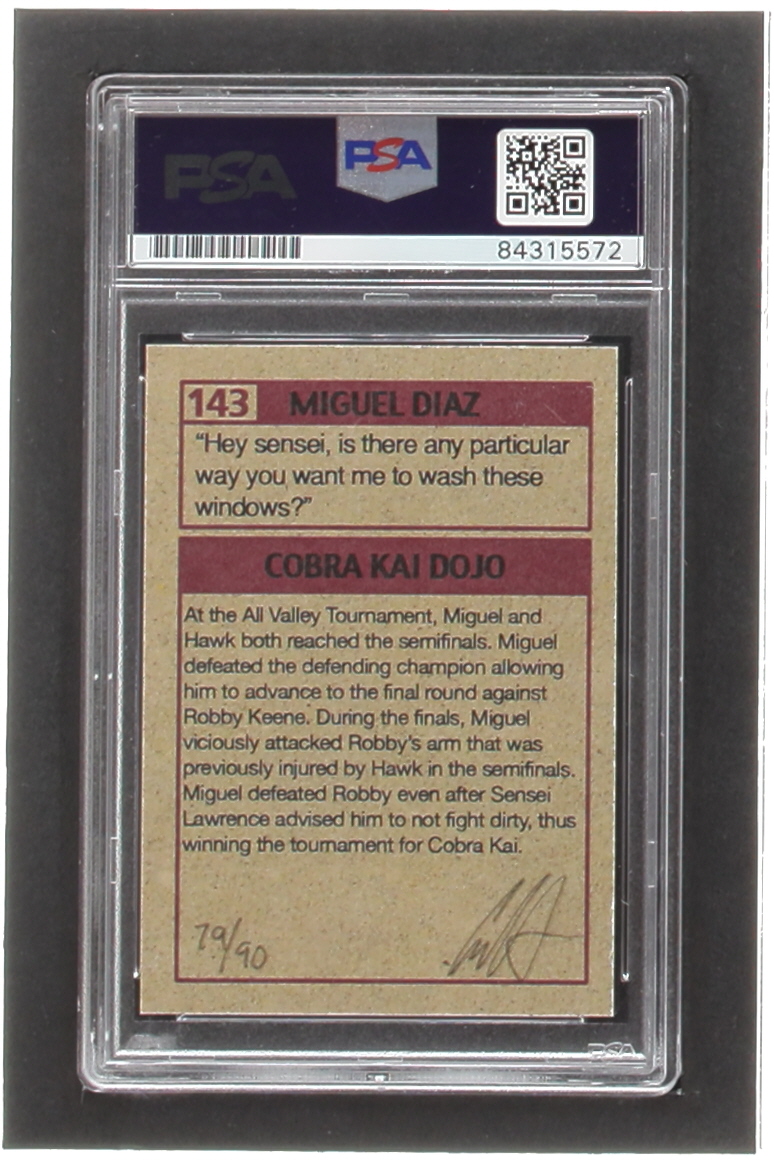 PSA
PSA
84315572
143 MIGUEL DIAZ
“Hey sensei, is there any particular
way you want me to wash these
windows?”
COBRA KAI DOJO
At the All Valley Tournament, Miguel and
Hawk both reached the semifinals. Miguel
defeated the defending champion allowing
him to advance to the final round against
Robby Keene. During the finals, Miguel
viciously attacked Robby’s arm that was
previously injured by Hawk in the semifinals.
Miguel defeated Robby even after Sensei
Lawrence advised him to not fight dirty, thus
winning the tournament for Cobra Kai.
79/90
PSA